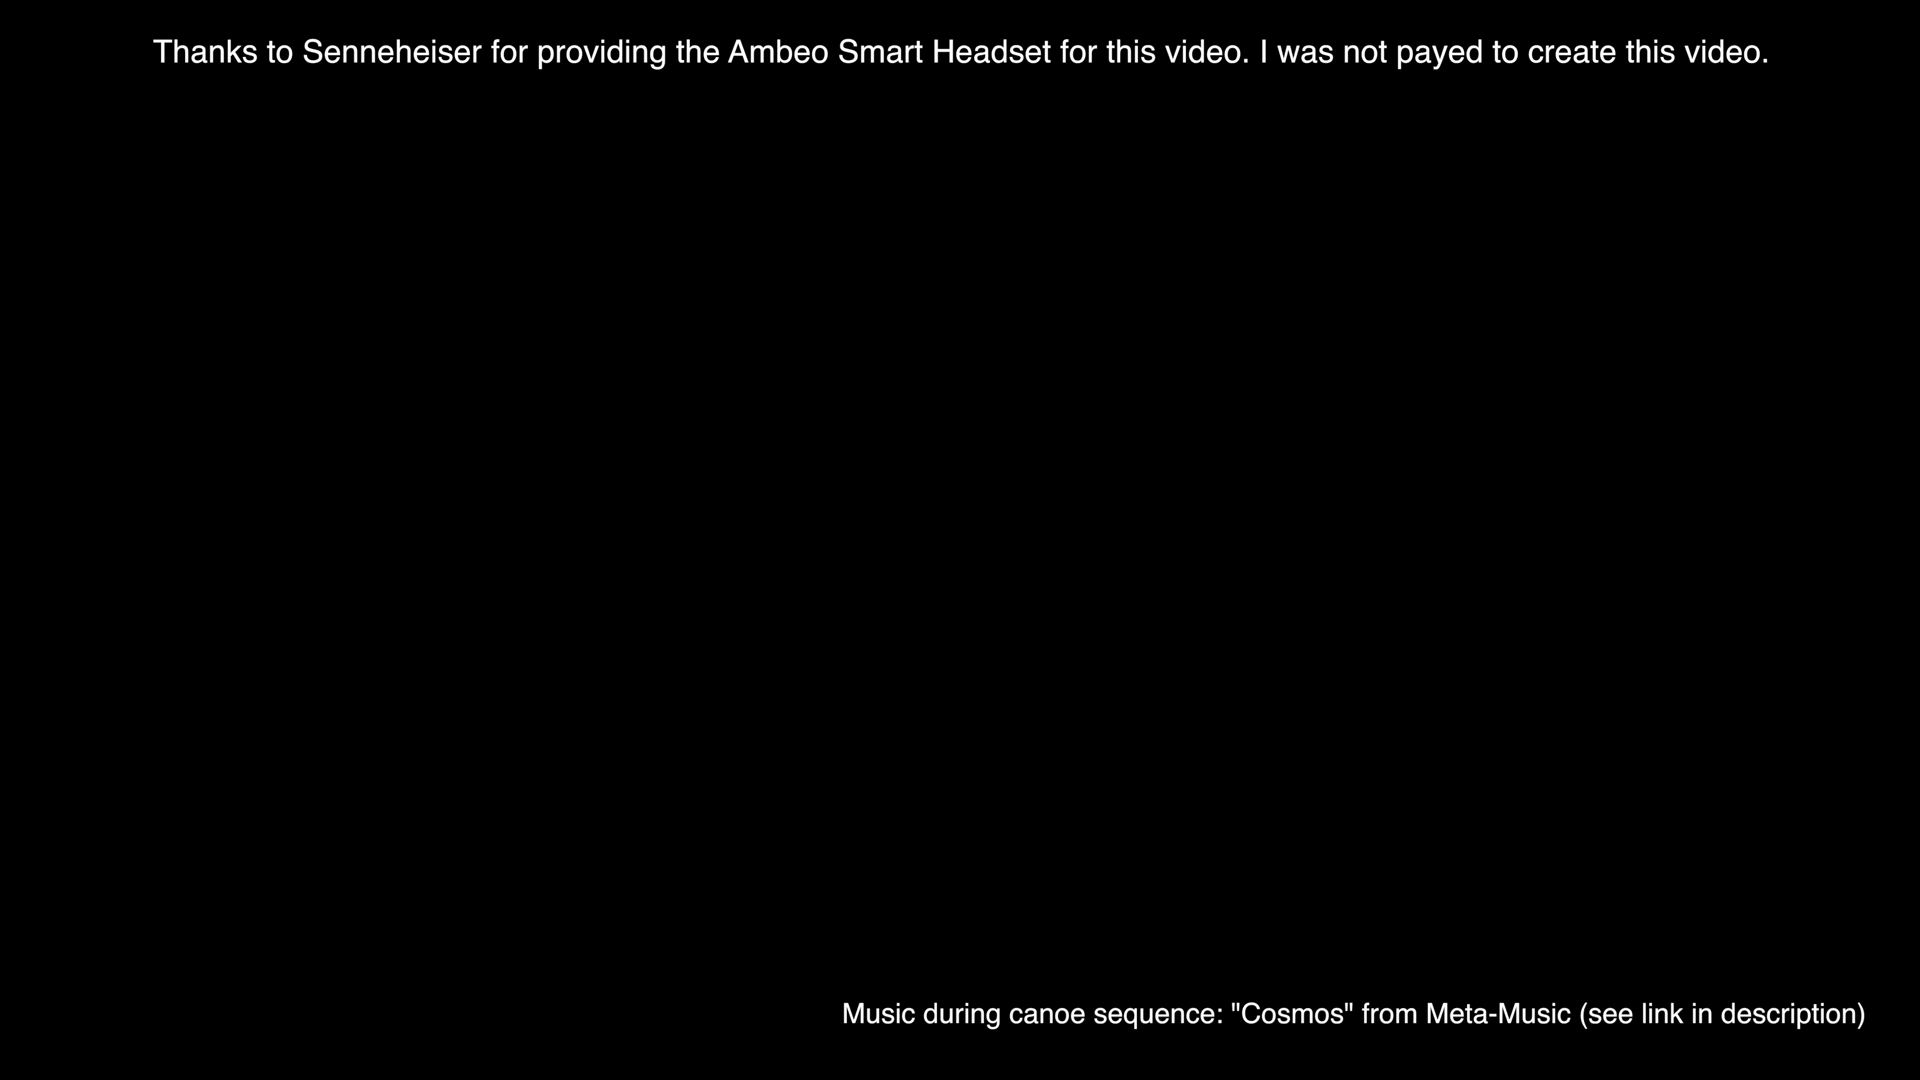 Thanks to Senneheiser for providing the Ambeo Smart Headset for this video. I was not payed to create this video.
Music during canoe sequence: "Cosmos" from Meta-Music (see link in description)